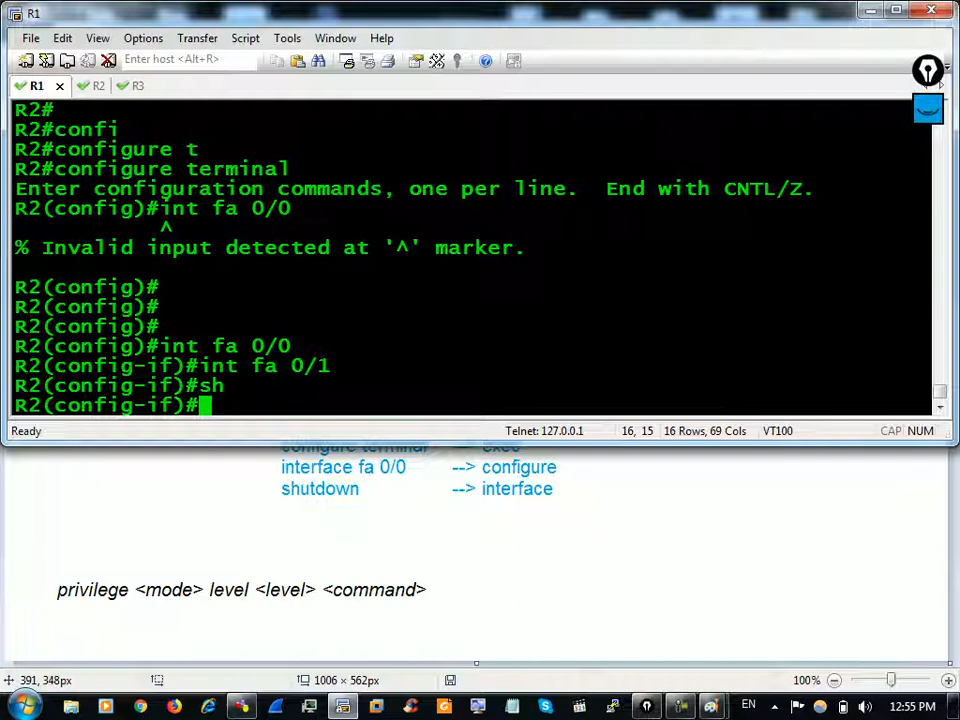 R1
File Edit View Options Transfer Script Tools Window Help
Enter host <Alt+R>
R1 x R2 R3
R2#
R2#confi
R2#configure t
R2#configure terminal
Enter configuration commands, one per line. End with CNTL/Z.
R2(config)#int fa 0/0
^
% Invalid input detected at '^' marker.
R2(config)#
R2(config)#
R2(config)#
R2(config)#int fa 0/0
R2(config-if)#int fa 0/1
R2(config-if)#sh
R2(config-if)#
Ready Telnet: 127.0.0.1 16, 15 16 Rows, 69 Cols VT100 CAP NUM
configure terminal --> exec
interface fa 0/0 --> configure
shutdown --> interface
privilege <mode> level <level> <command>
391, 348px 1006 × 562px 100%
EN 12:55 PM